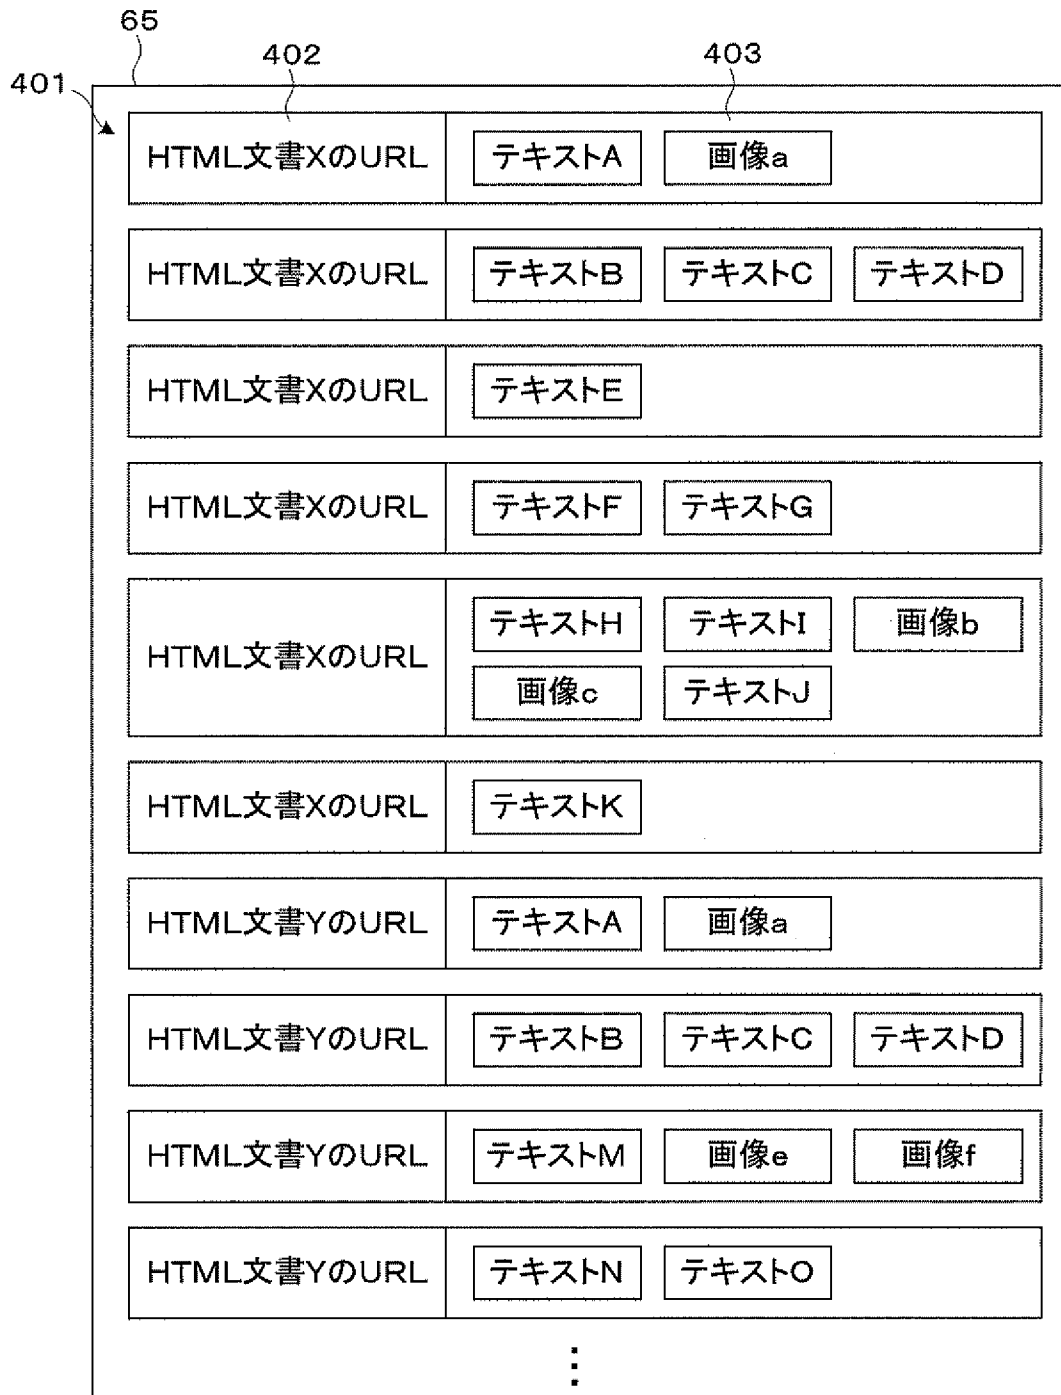 65
402
403
401
HTML文書XのURL テキストA 画像a
HTML文書XのURL テキストB テキストC テキストD
HTML文書XのURL テキストE
HTML文書XのURL テキストF テキストG
HTML文書XのURL テキストH テキストI 画像b
画像c テキストJ
HTML文書XのURL テキストK
HTML文書YのURL テキストA 画像a
HTML文書YのURL テキストB テキストC テキストD
HTML文書YのURL テキストM 画像e 画像f
HTML文書YのURL テキストN テキストO